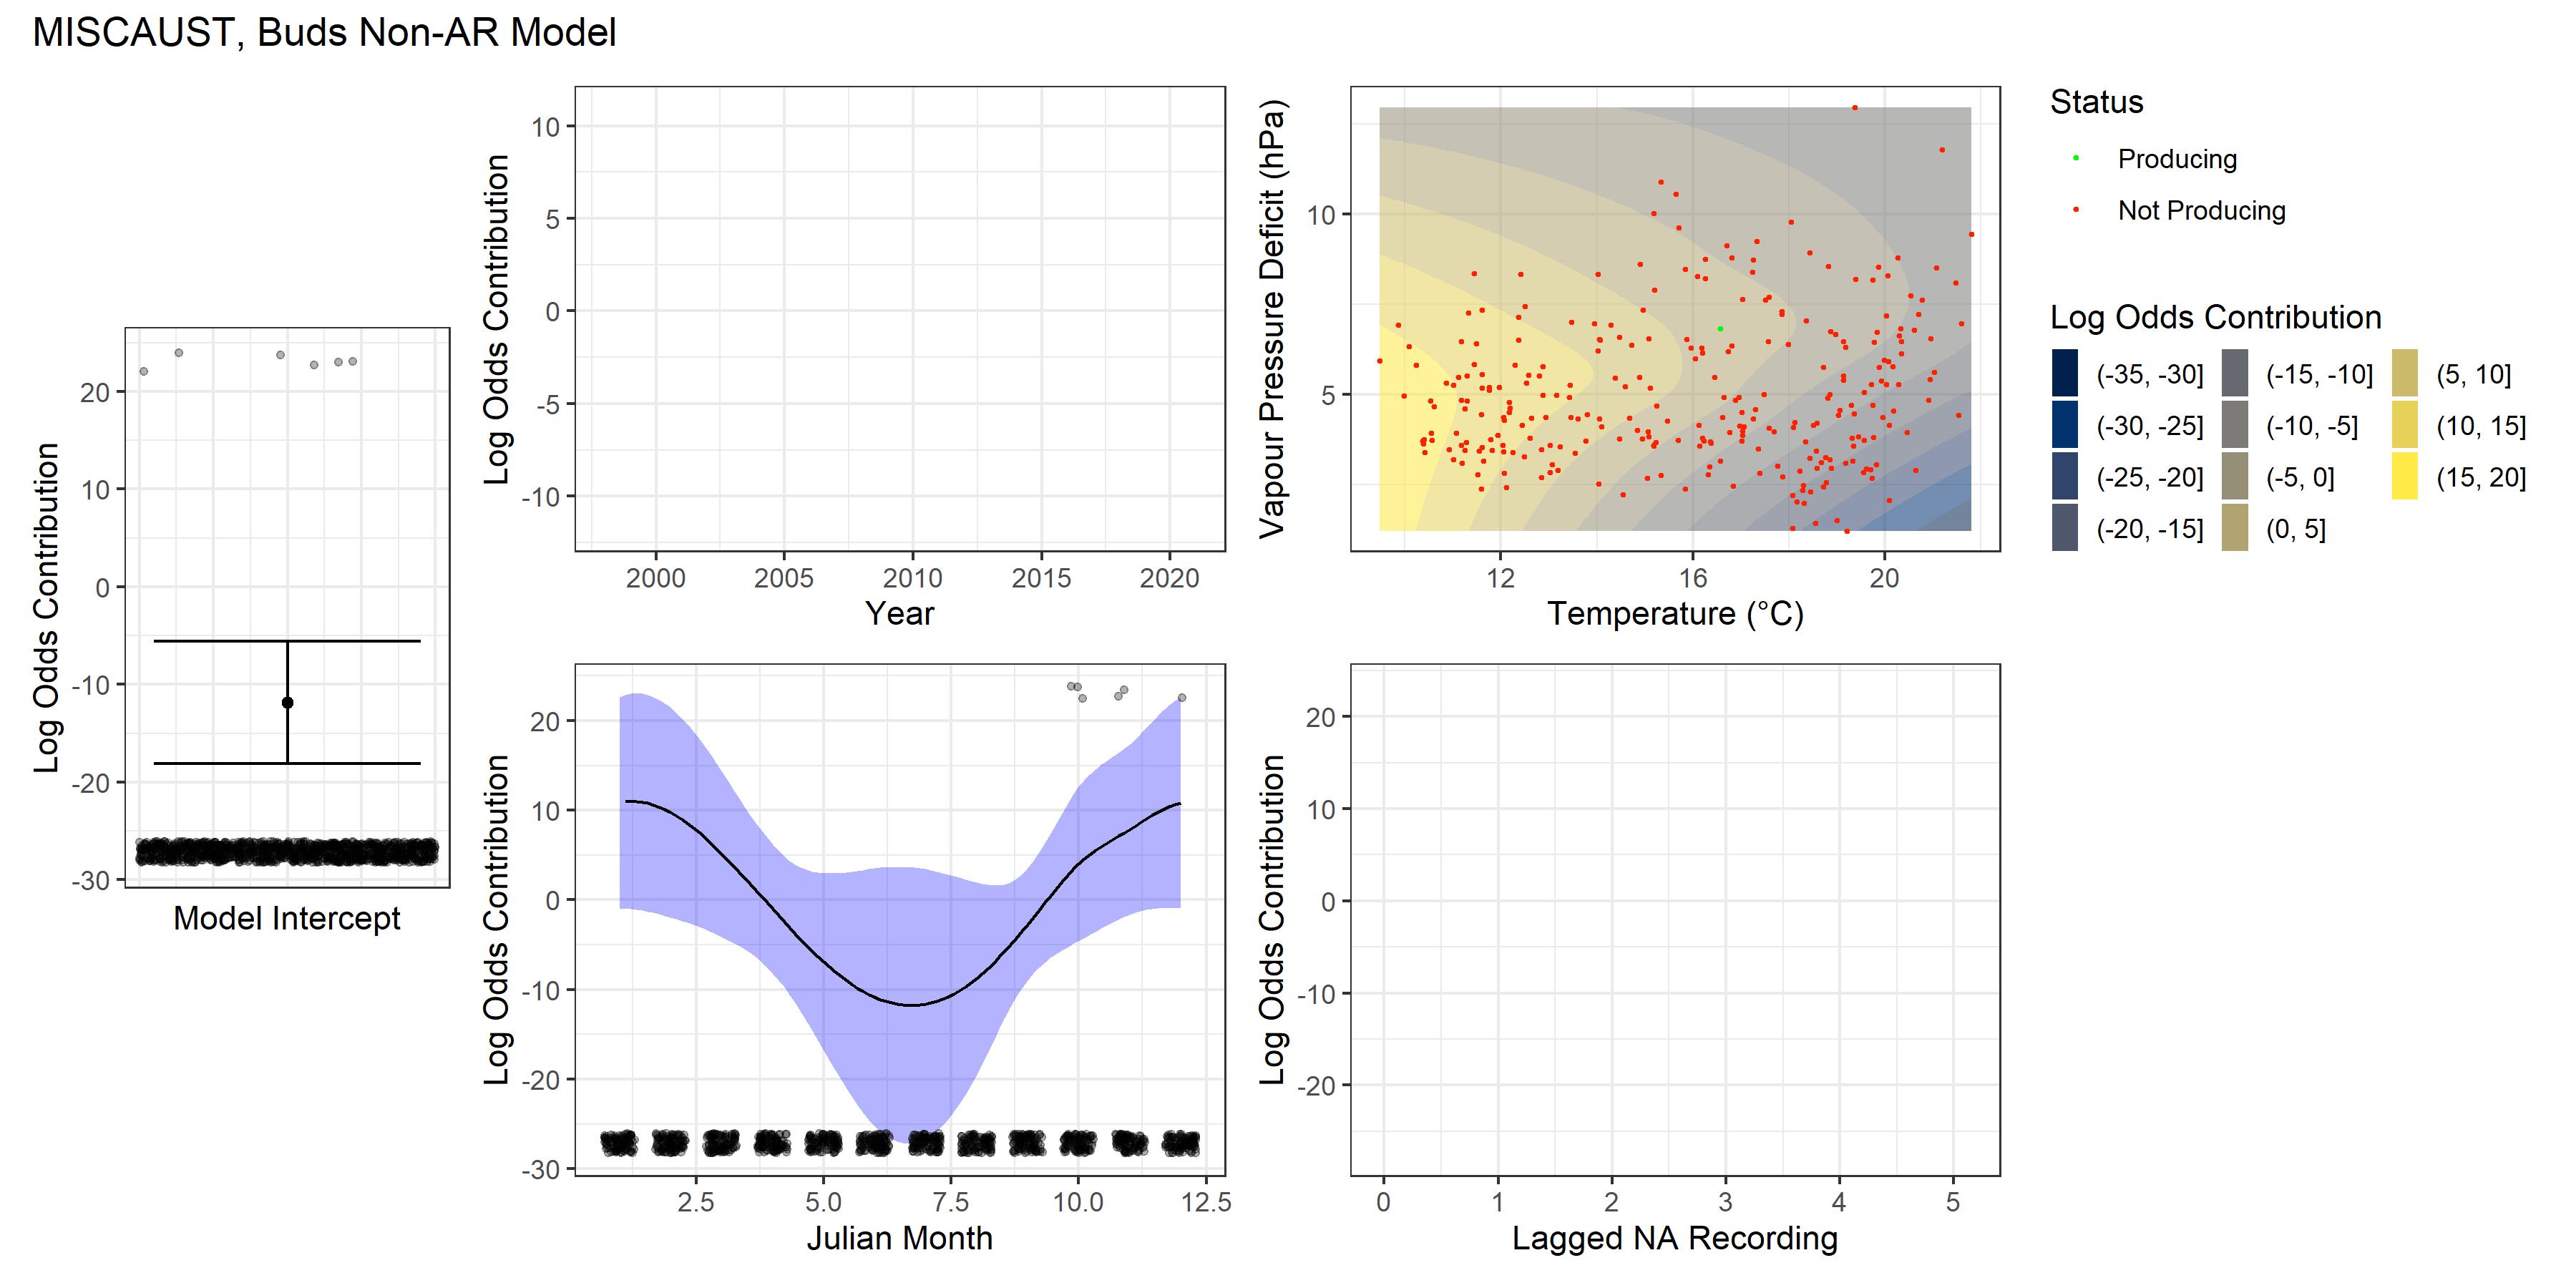 MISCAUST, Buds Non-AR Model
Log Odds Contribution
20
10
0
-10
-20
-30
Model Intercept
Log Odds Contribution
10
5
0
-5
-10
2000 2005 2010 2015 2020
Year
Vapour Pressure Deficit (hPa)
10
5
12 16 20
Temperature (°C)
Status
Producing
Not Producing
Log Odds Contribution
(-35, -30] (-15, -10] (5, 10]
(-30, -25] (-10, -5] (10, 15]
(-25, -20] (-5, 0] (15, 20]
(-20, -15] (0, 5]
Log Odds Contribution
20
10
0
-10
-20
-30
2.5 5.0 7.5 10.0 12.5
Julian Month
Log Odds Contribution
20
10
0
-10
-20
0 1 2 3 4 5
Lagged NA Recording